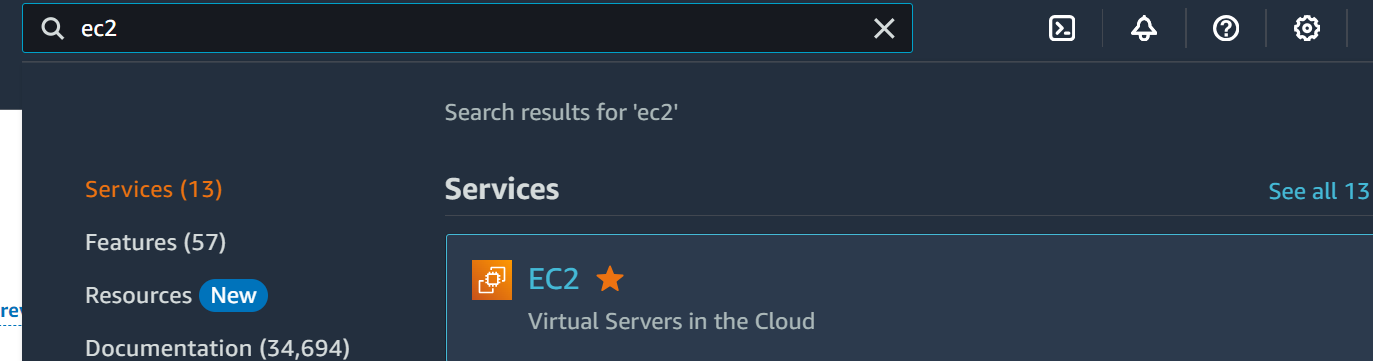 ec2
Search results for 'ec2'
Services (13)
Features (57)
Resources New
Documentation (34,694)
Services
See all 13
EC2
Virtual Servers in the Cloud